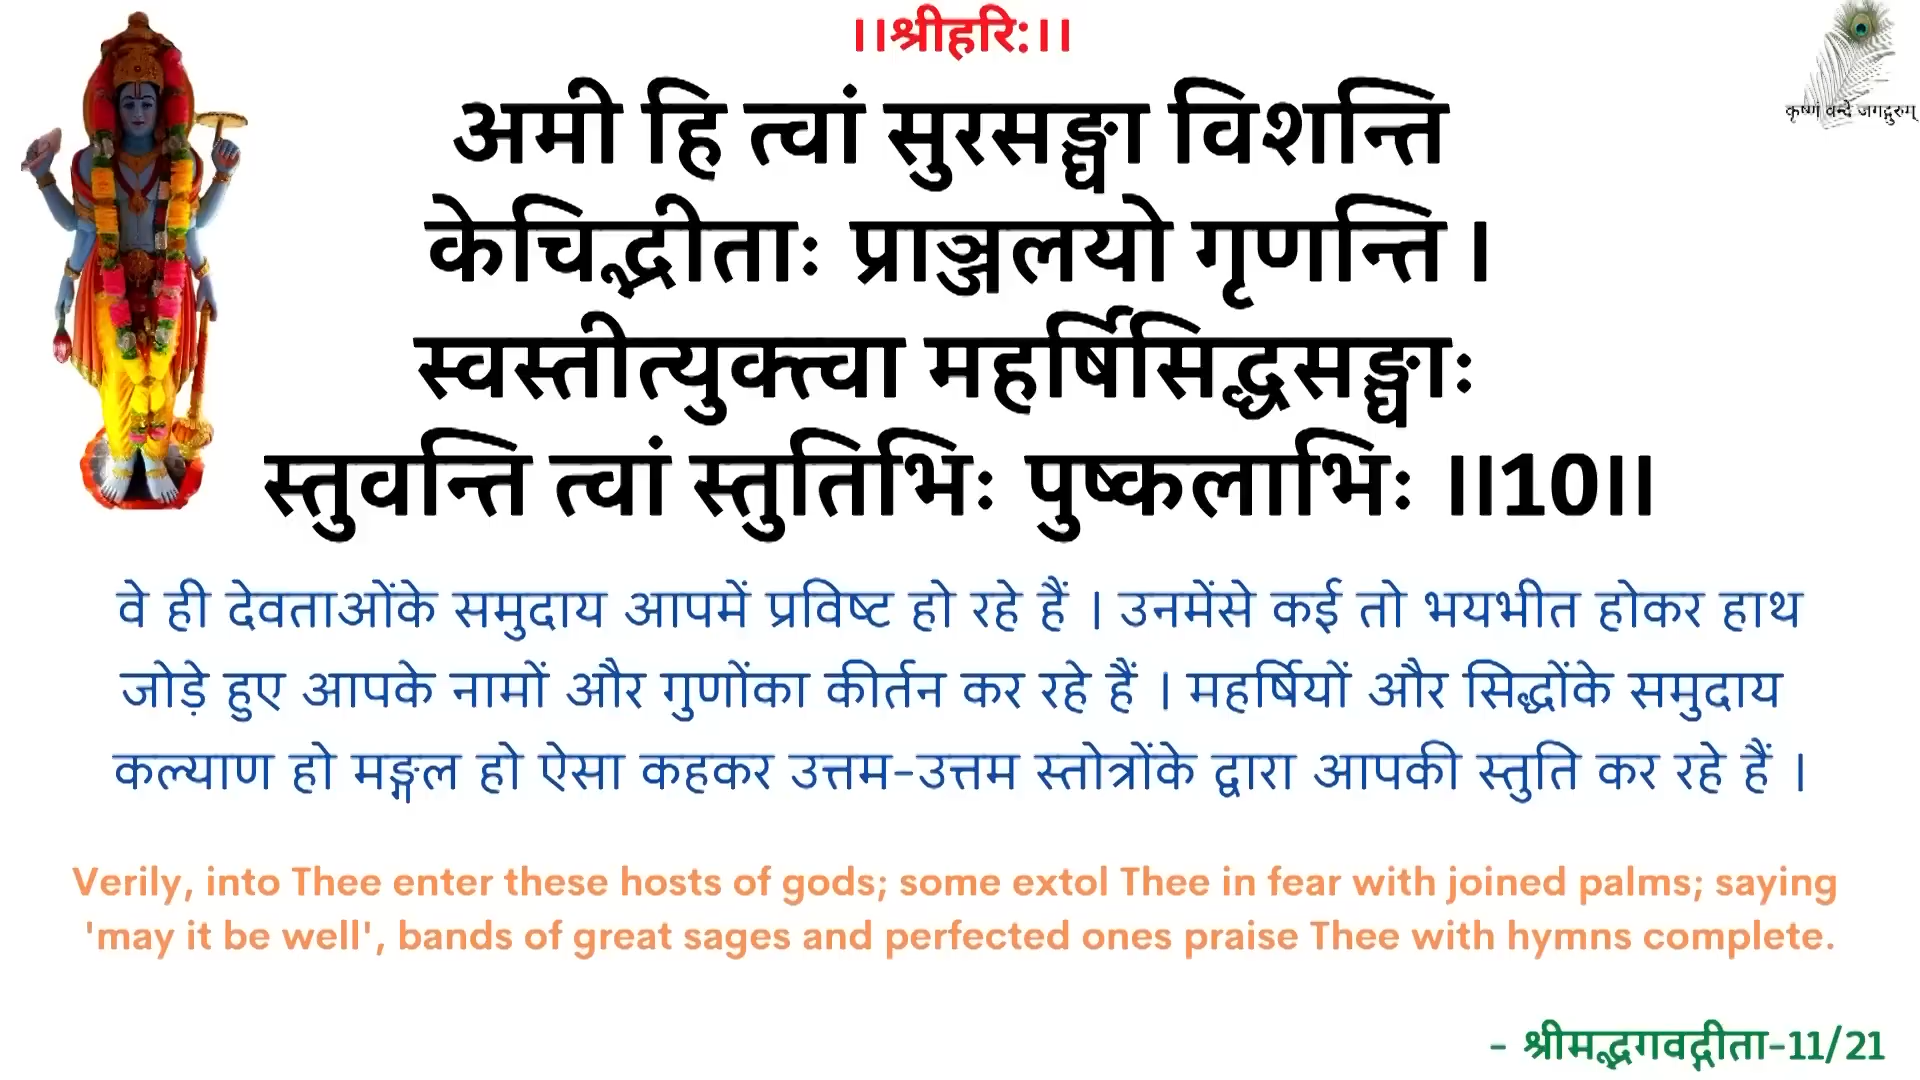 ।।श्रीहरि:।।
कृष्णं वन्दे जगद्गुरुम्
अमी हि त्वां सुरसङ्घा विशन्ति
केचिद्भीताः प्राञ्जलयो गृणन्ति ।
स्वस्तीत्युक्त्वा महर्षिसिद्धसङ्घाः
स्तुवन्ति त्वां स्तुतिभिः पुष्कलाभिः ।।10।।
वे ही देवताओंके समुदाय आपमें प्रविष्ट हो रहे हैं । उनमेंसे कई तो भयभीत होकर हाथ
जोड़े हुए आपके नामों और गुणोंका कीर्तन कर रहे हैं । महर्षियों और सिद्धोंके समुदाय
कल्याण हो मङ्गल हो ऐसा कहकर उत्तम-उत्तम स्तोत्रोंके द्वारा आपकी स्तुति कर रहे हैं ।
Verily, into Thee enter these hosts of gods; some extol Thee in fear with joined palms; saying
'may it be well', bands of great sages and perfected ones praise Thee with hymns complete.
- श्रीमद्भगवद्गीता-11/21